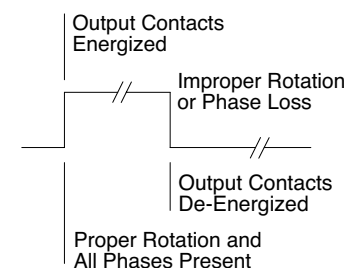 Output Contacts
Energized
Improper Rotation
or Phase Loss
Output Contacts
De-Energized
Proper Rotation and
All Phases Present